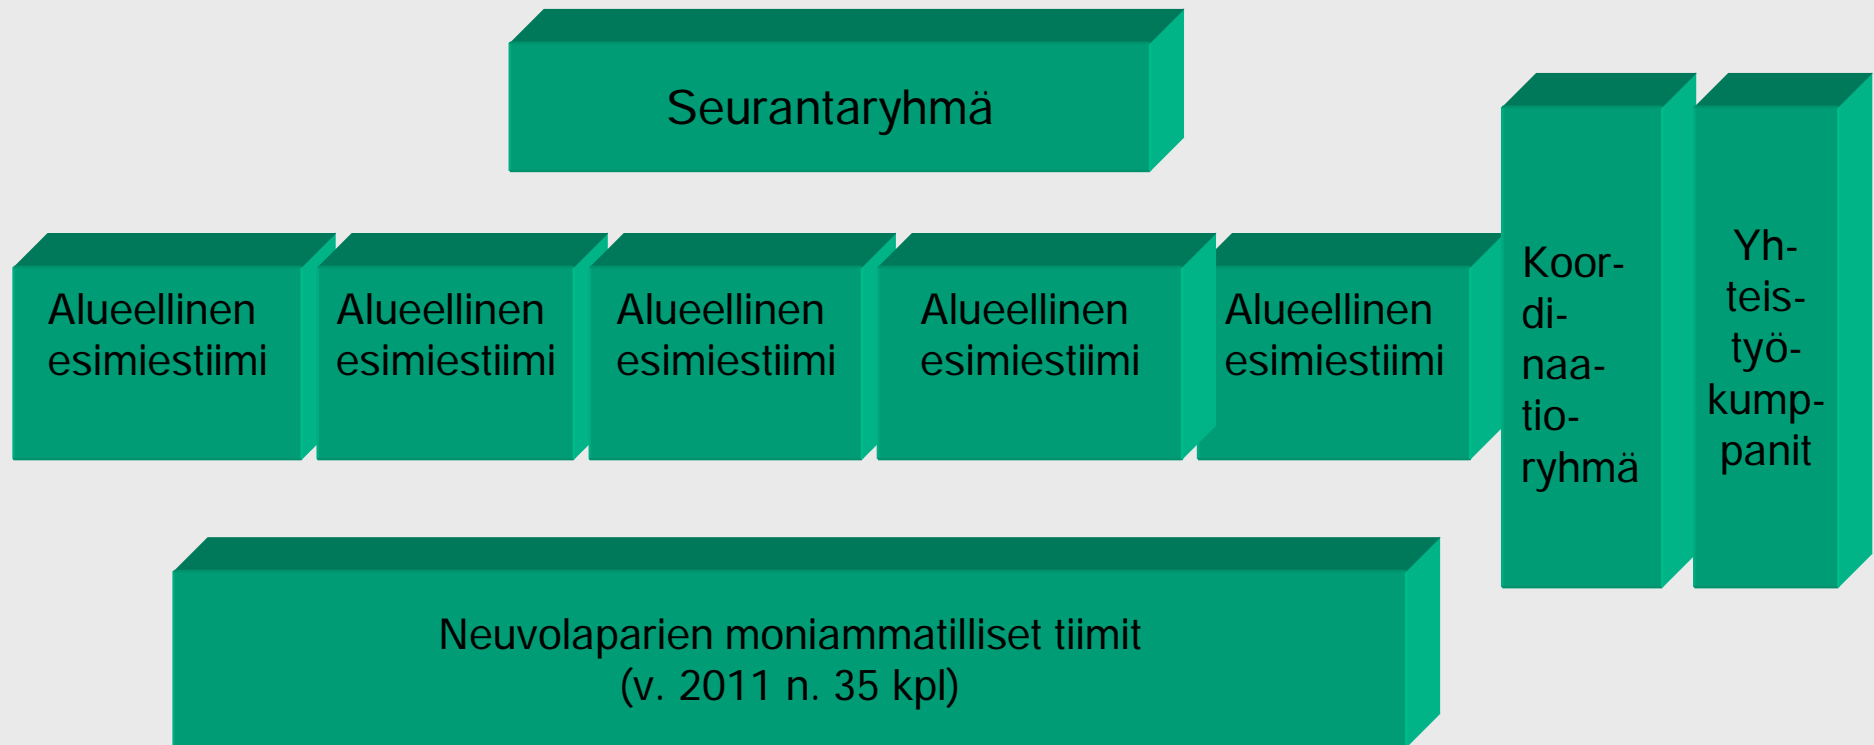 Seurantaryhmä
Alueellinen
esimiestiimi
Alueellinen
esimiestiimi
Alueellinen
esimiestiimi
Alueellinen
esimiestiimi
Alueellinen
esimiestiimi
Koor-
di-
naa-
tio-
ryhmä
Yh-
teis-
työ-
kump-
panit
Neuvolaparien moniammatilliset tiimit
(v. 2011 n. 35 kpl)